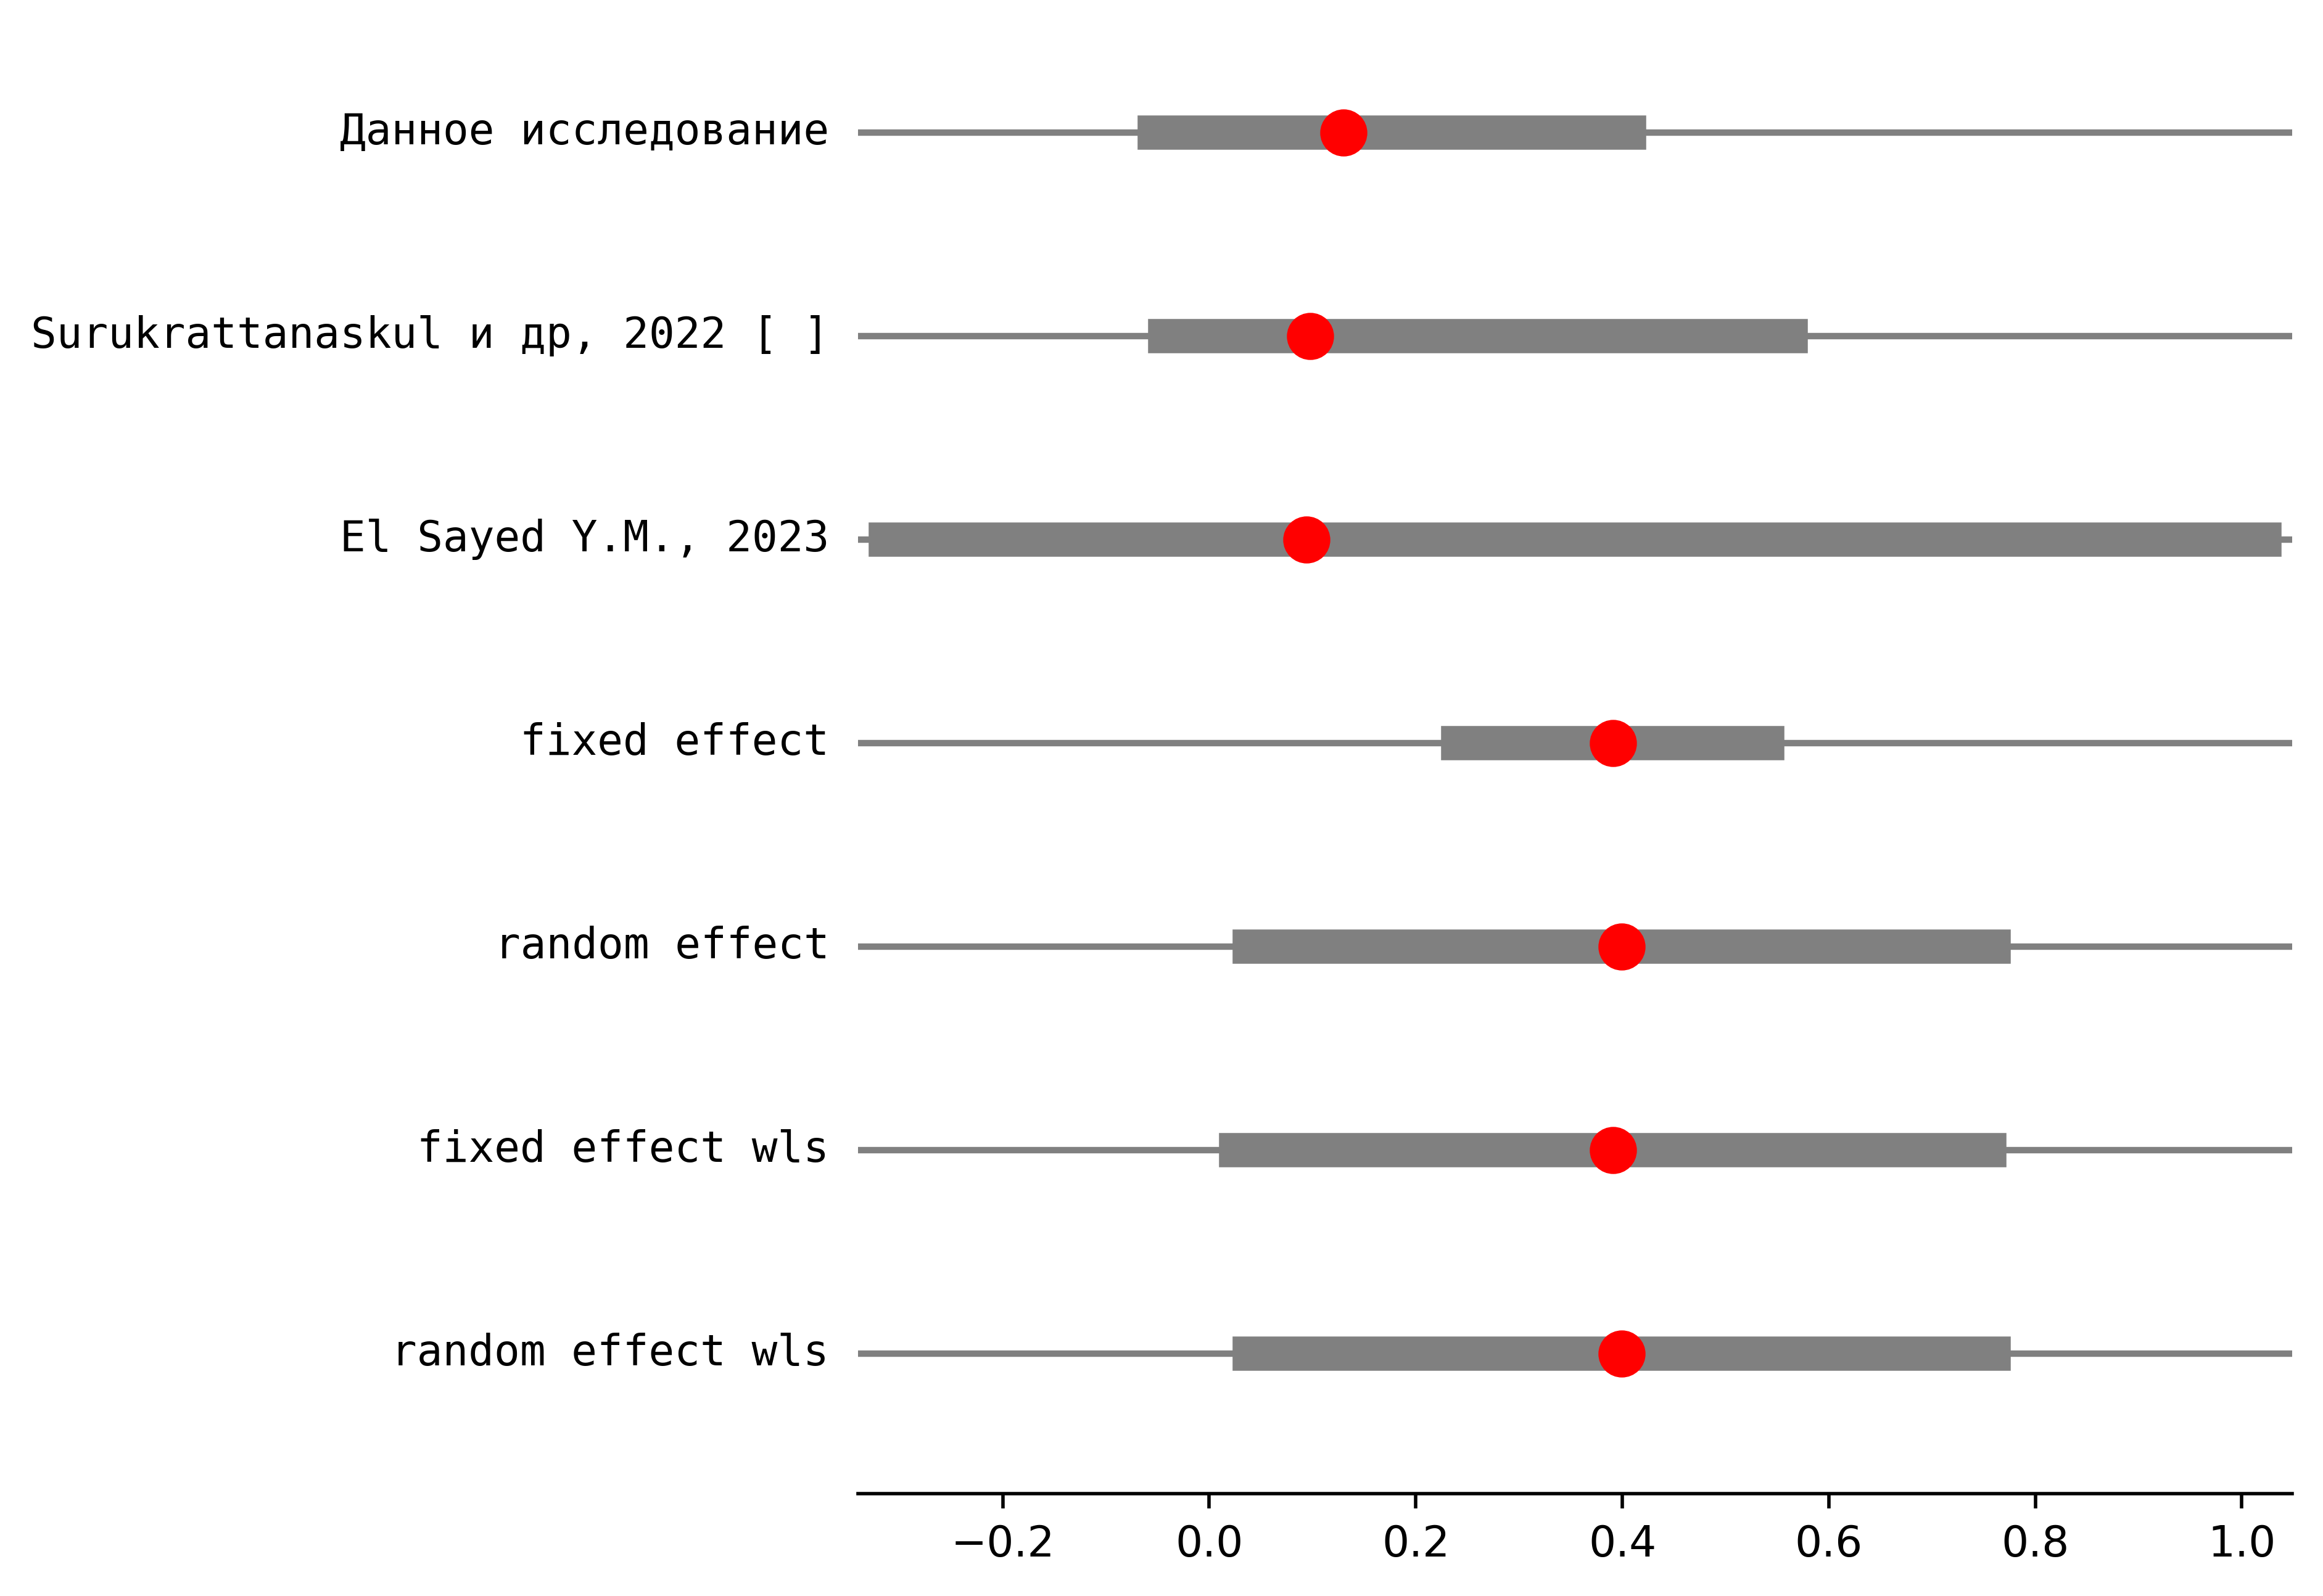 Данное исследование
Surukrattanaskul и др, 2022 [ ]
El Sayed Y.M., 2023
fixed effect
random effect
fixed effect wls
random effect wls
−0.2 0.0 0.2 0.4 0.6 0.8 1.0